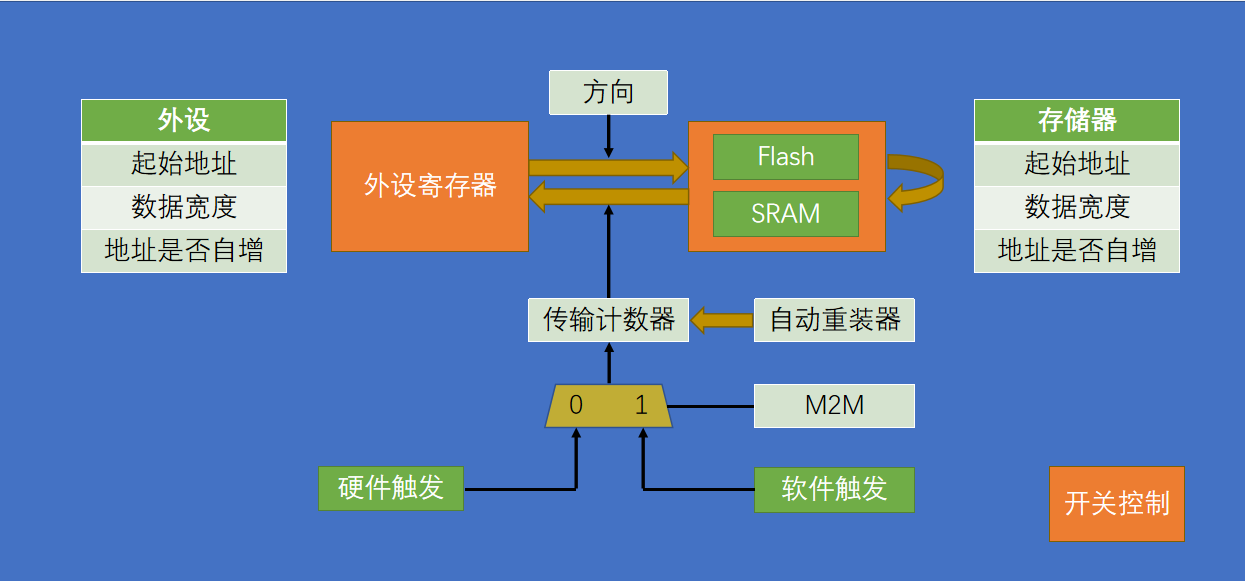 方向
外设
起始地址
数据宽度
地址是否自增
外设寄存器
Flash
SRAM
存储器
起始地址
数据宽度
地址是否自增
传输计数器
自动重装器
0 1
M2M
硬件触发
软件触发
开关控制